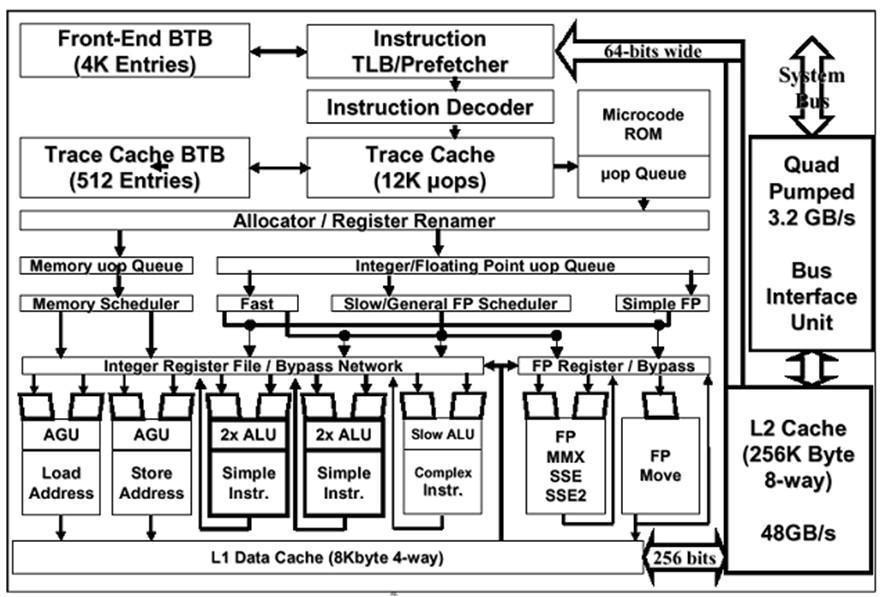 Front-End BTB
(4K Entries)
Instruction
TLB/Prefetcher
64-bits wide
System
Bus
Instruction Decoder
Microcode
ROM
Trace Cache BTB
(512 Entries)
Trace Cache
(12K µops)
µop Queue
Quad
Pumped
3.2 GB/s
Bus
Interface
Unit
Allocator / Register Renamer
Memory uop Queue
Integer/Floating Point uop Queue
Memory Scheduler
Fast
Slow/General FP Scheduler
Simple FP
Integer Register File / Bypass Network
FP Register / Bypass
AGU
Load
Address
AGU
Store
Address
2x ALU
Simple
Instr.
2x ALU
Simple
Instr.
Slow ALU
Complex
Instr.
FP
MMX
SSE
SSE2
FP
Move
L2 Cache
(256K Byte
8-way)
48GB/s
L1 Data Cache (8Kbyte 4-way)
256 bits